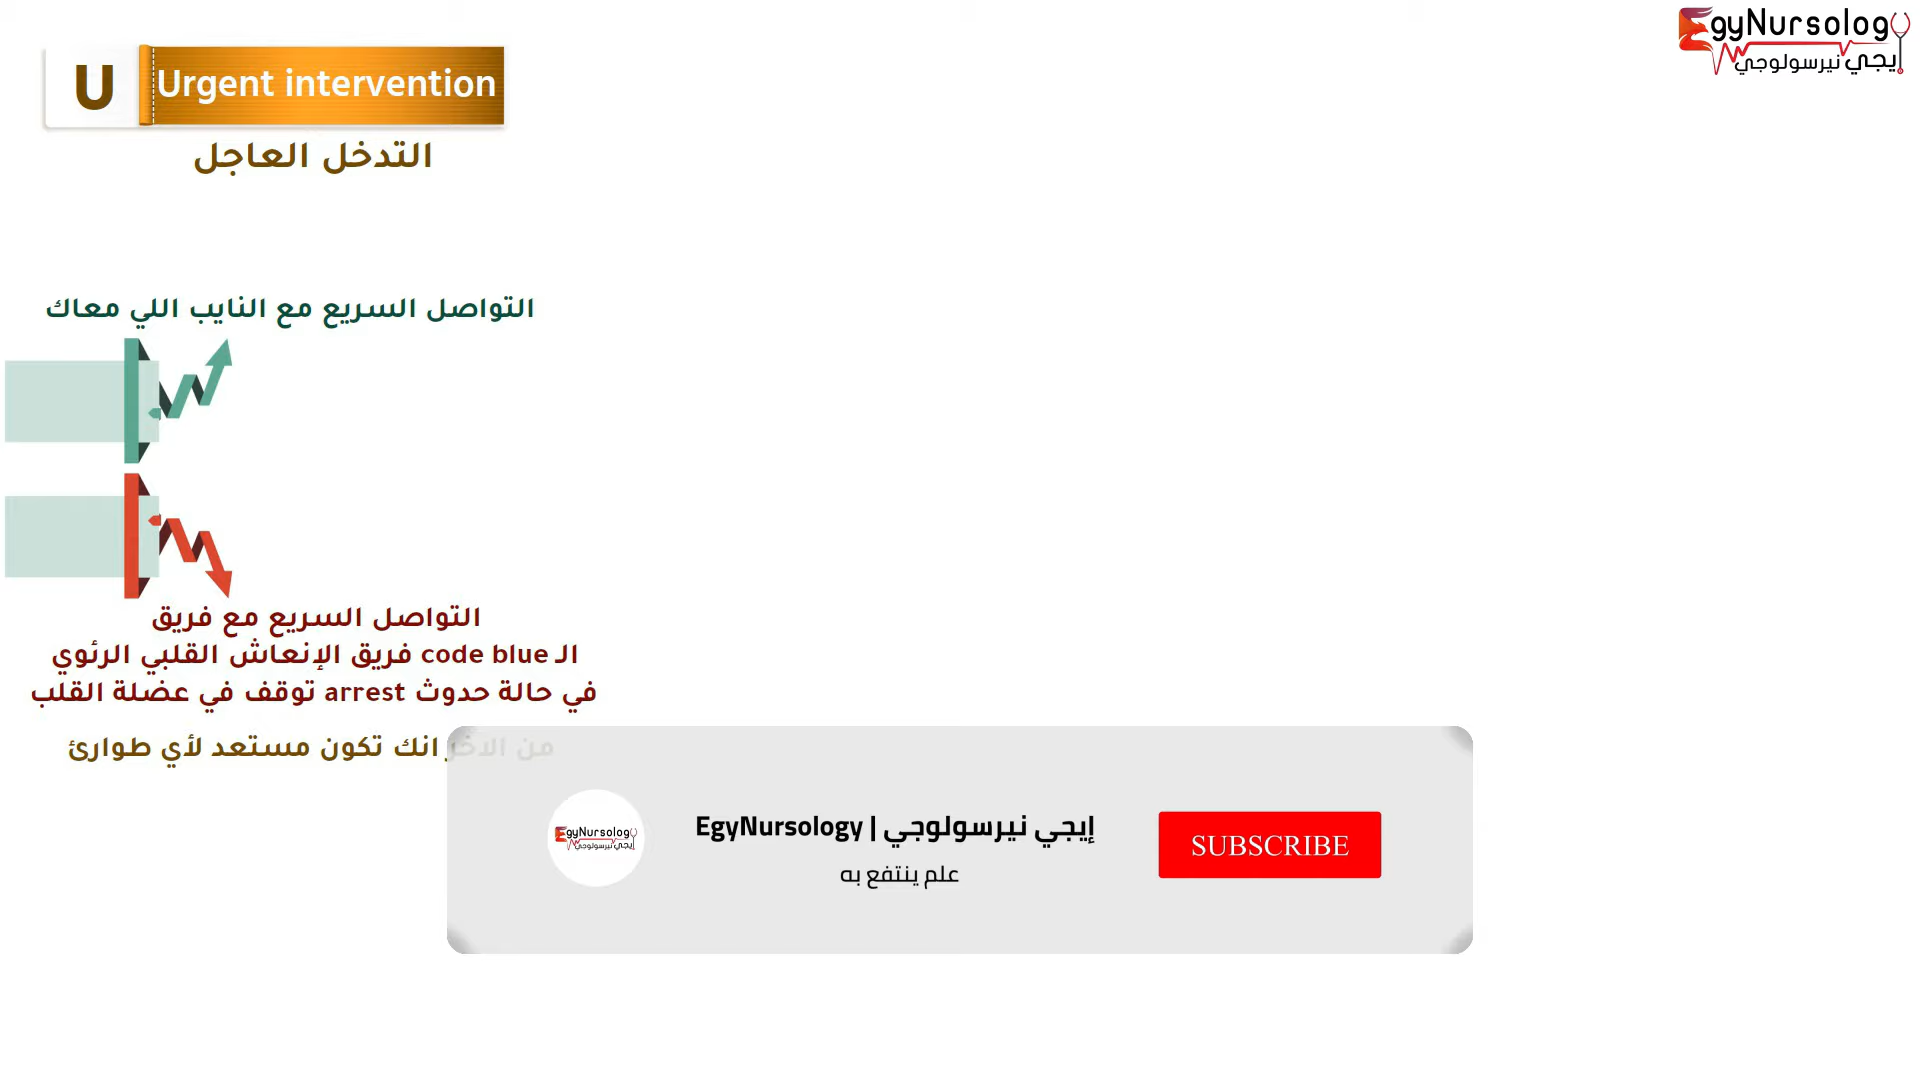 EgyNursology
إيجي نيرسولوجي
U
Urgent intervention
التدخل العاجل
التواصل السريع مع النايب اللي معاك
التواصل السريع مع فريق
الـ code blue فريق الإنعاش القلبي الرئوي
في حالة حدوث arrest توقف في عضلة القلب
من الاخر انك تكون مستعد لأي طوارئ
EgyNursology
إيجي نيرسولوجي
إيجي نيرسولوجي | EgyNursology
علم ينتفع به
SUBSCRIBE